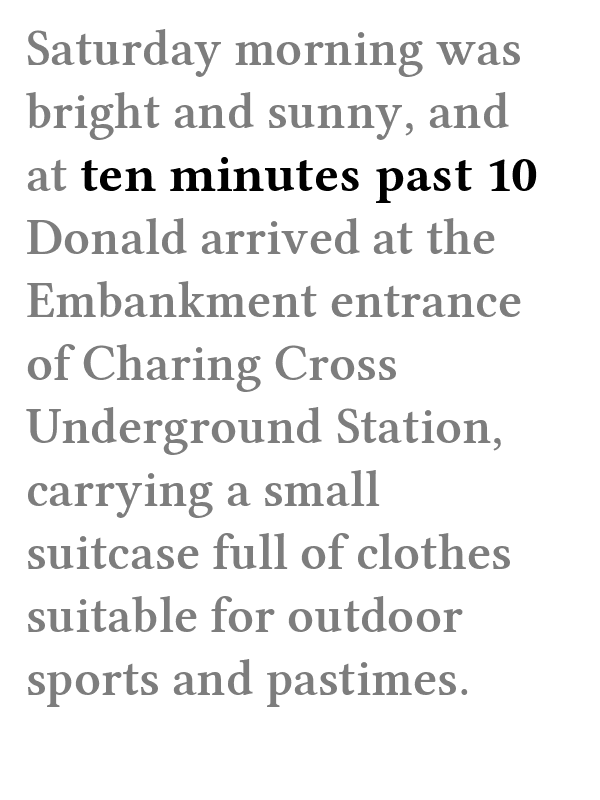 Saturday morning was
bright and sunny, and
at ten minutes past 10
Donald arrived at the
Embankment entrance
of Charing Cross
Underground Station,
carrying a small
suitcase full of clothes
suitable for outdoor
sports and pastimes.